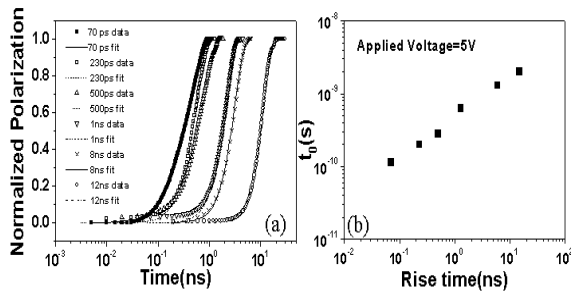 Normalized Polarization
1.0
0.8
0.6
0.4
0.2
0.0
70 ps data
70 ps fit
230ps data
230ps fit
500ps data
500ps fit
1ns data
1ns fit
8ns data
8ns fit
12ns data
12ns fit
(a)
10⁻³ 10⁻² 10⁻¹ 10⁰ 10¹
Time(ns)
t₀(s)
10⁻⁸
10⁻⁹
10⁻¹⁰
10⁻¹¹
Applied Voltage=5V
(b)
10⁻² 10⁻¹ 10⁰ 10¹ 10²
Rise time(ns)